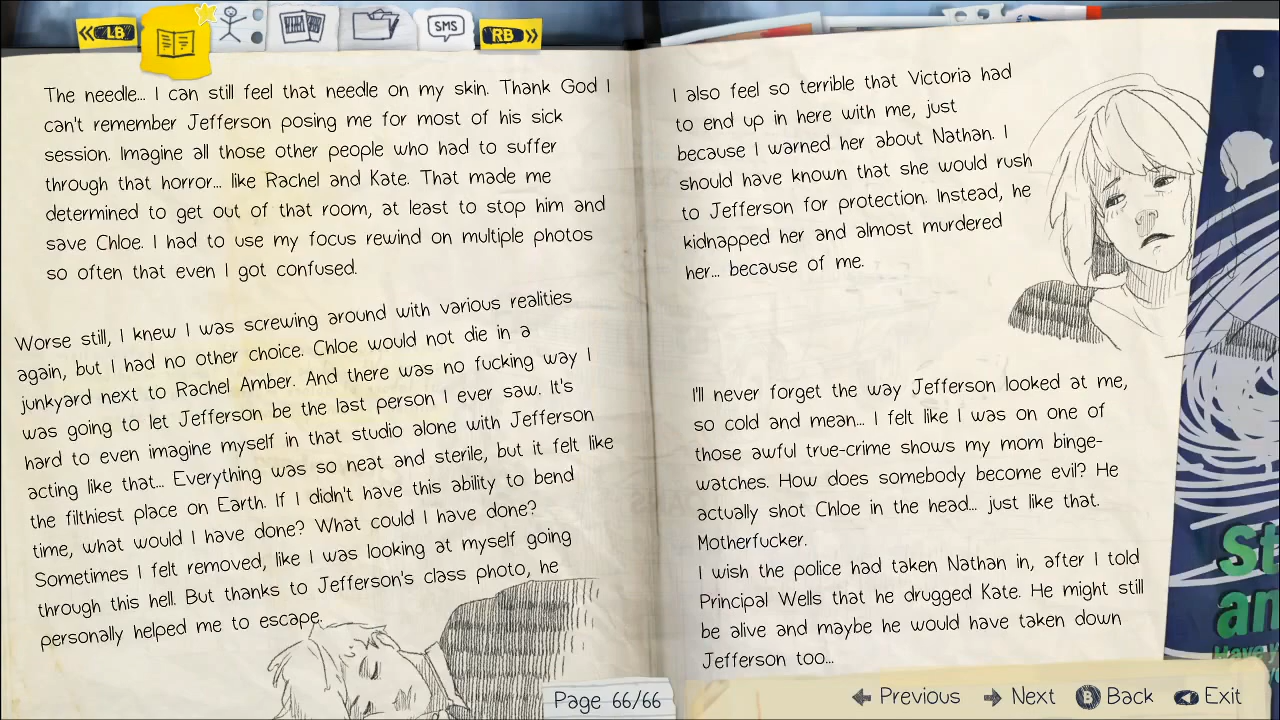 LB
SMS
RB
The needle... I can still feel that needle on my skin. Thank God I
can't remember Jefferson posing me for most of his sick
session. Imagine all those other people who had to suffer
through that horror... like Rachel and Kate. That made me
determined to get out of that room, at least to stop him and
save Chloe. I had to use my focus rewind on multiple photos
so often that even I got confused.
Worse still, I knew I was screwing around with various realities
again, but I had no other choice. Chloe would not die in a
junkyard next to Rachel Amber. And there was no fucking way I
was going to let Jefferson be the last person I ever saw. It's
hard to even imagine myself in that studio alone with Jefferson
acting like that... Everything was so neat and sterile, but it felt like
the filthiest place on Earth. If I didn't have this ability to bend
time, what would I have done? What could I have done?
Sometimes I felt removed, like I was looking at myself going
through this hell. But thanks to Jefferson's class photo, he
personally helped me to escape.
I also feel so terrible that Victoria had
to end up in here with me, just
because I warned her about Nathan. I
should have known that she would rush
to Jefferson for protection. Instead, he
kidnapped her and almost murdered
her... because of me.
I'll never forget the way Jefferson looked at me,
so cold and mean... I felt like I was on one of
those awful true-crime shows my mom binge-
watches. How does somebody become evil? He
actually shot Chloe in the head... just like that.
Motherfucker.
I wish the police had taken Nathan in, after I told
Principal Wells that he drugged Kate. He might still
be alive and maybe he would have taken down
Jefferson too...
St
an
Have y
Page 66/66
Previous
Next
B Back
Exit